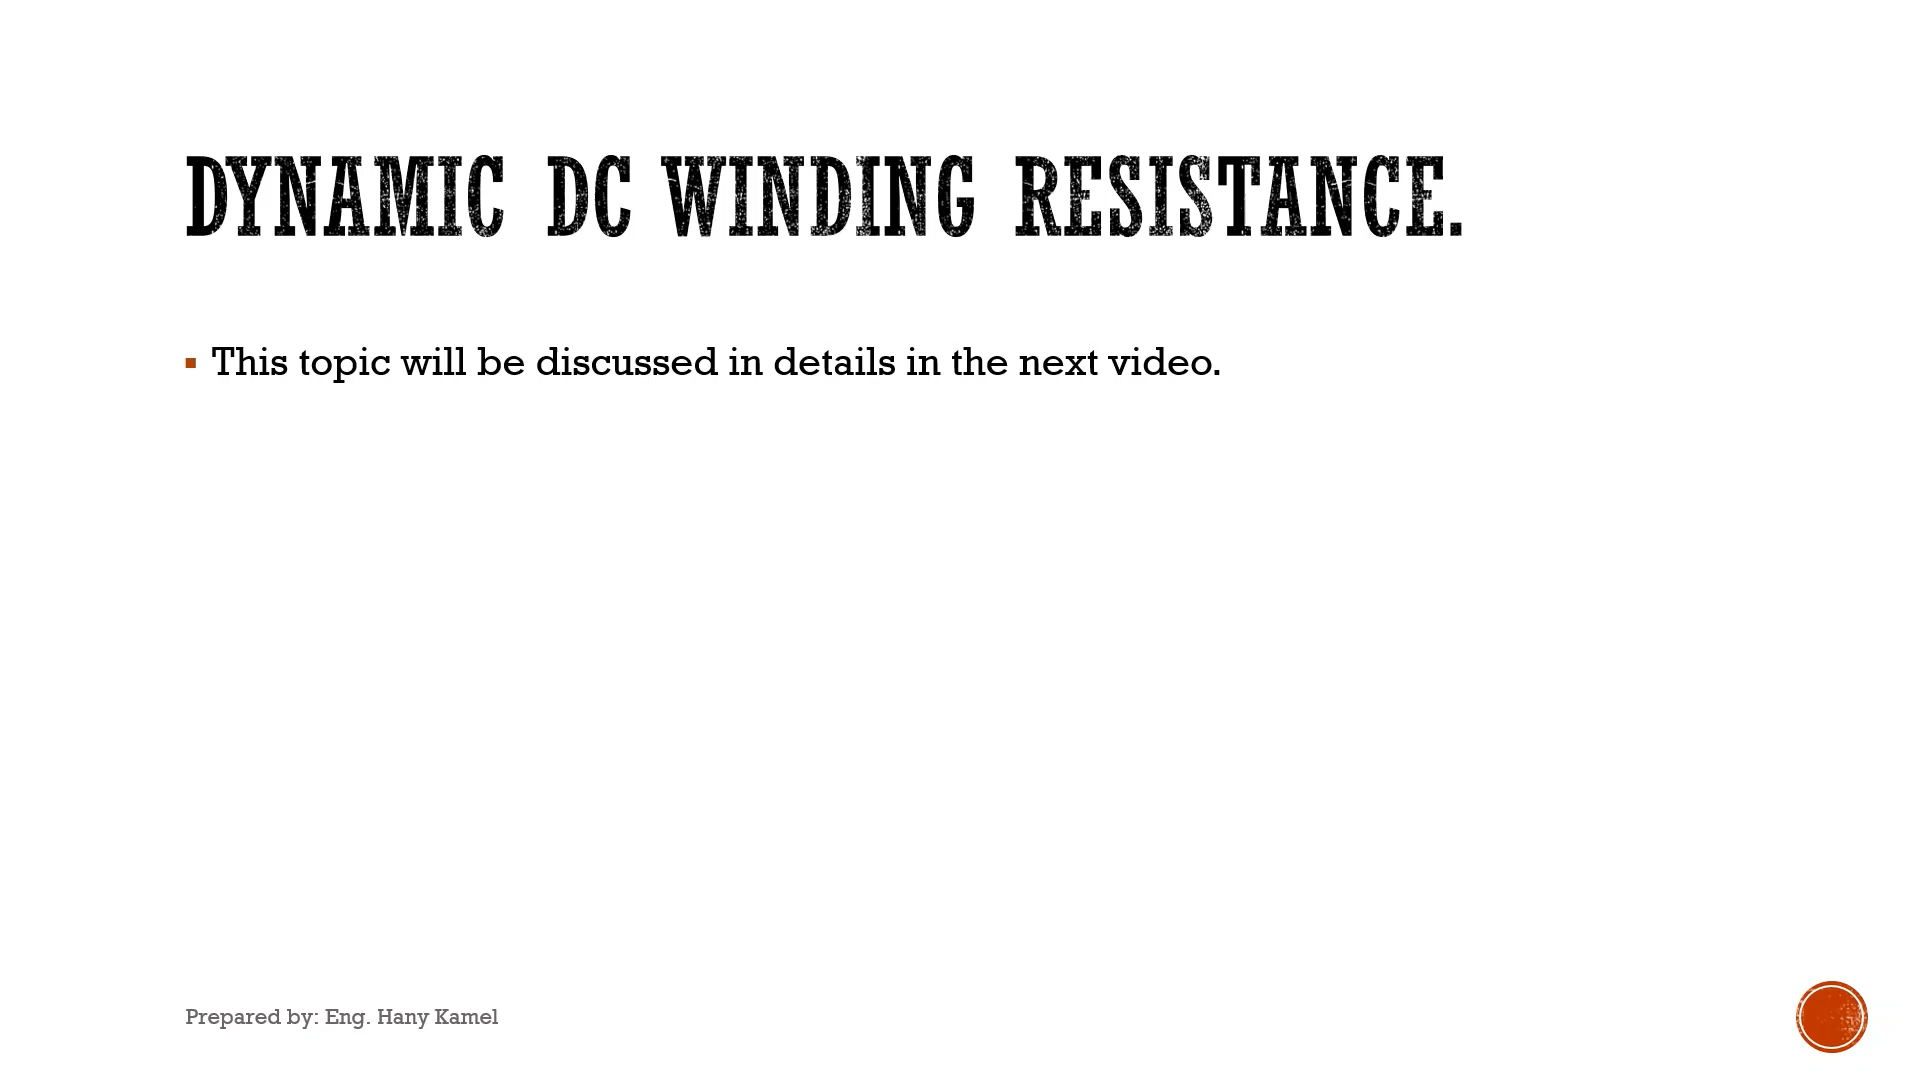 DYNAMIC DC WINDING RESISTANCE.
▪ This topic will be discussed in details in the next video.
Prepared by: Eng. Hany Kamel